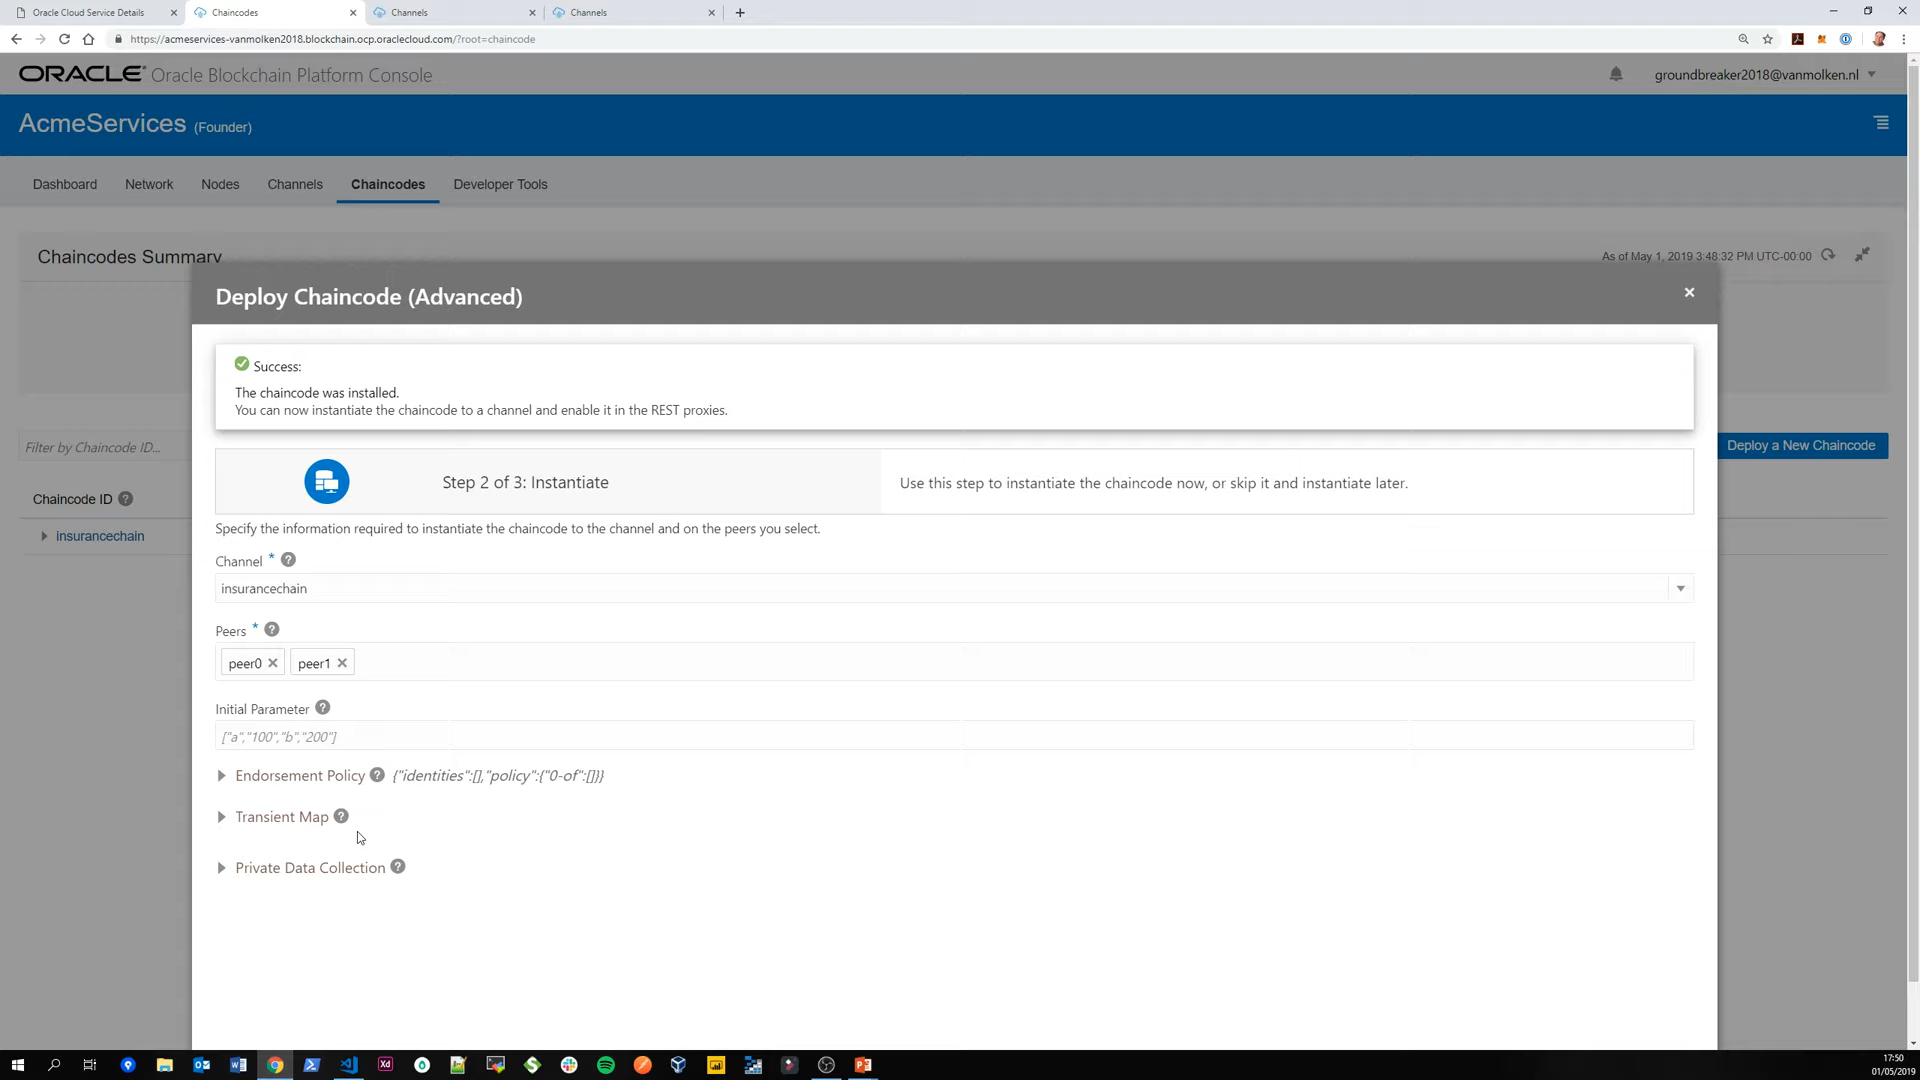 Oracle Cloud Service Details
Chaincodes
Channels
Channels
https://acmeservices-vanmolken2018.blockchain.ocp.oraclecloud.com/?root=chaincode
ORACLE® Oracle Blockchain Platform Console
groundbreaker2018@vanmolken.nl
AcmeServices (Founder)
Dashboard Network Nodes Channels Chaincodes Developer Tools
Chaincodes Summary
As of May 1, 2019 3:48:32 PM UTC-00:00
Deploy Chaincode (Advanced)
Success:
The chaincode was installed.
You can now instantiate the chaincode to a channel and enable it in the REST proxies.
Filter by Chaincode ID...
Deploy a New Chaincode
Step 2 of 3: Instantiate
Use this step to instantiate the chaincode now, or skip it and instantiate later.
Chaincode ID
Specify the information required to instantiate the chaincode to the channel and on the peers you select.
insurancechain
Channel *
insurancechain
Peers *
peer0 peer1
Initial Parameter
["a","100","b","200"]
Endorsement Policy {"identities":[],"policy":{"0-of":[]}}
Transient Map
Private Data Collection
17:50
01/05/2019